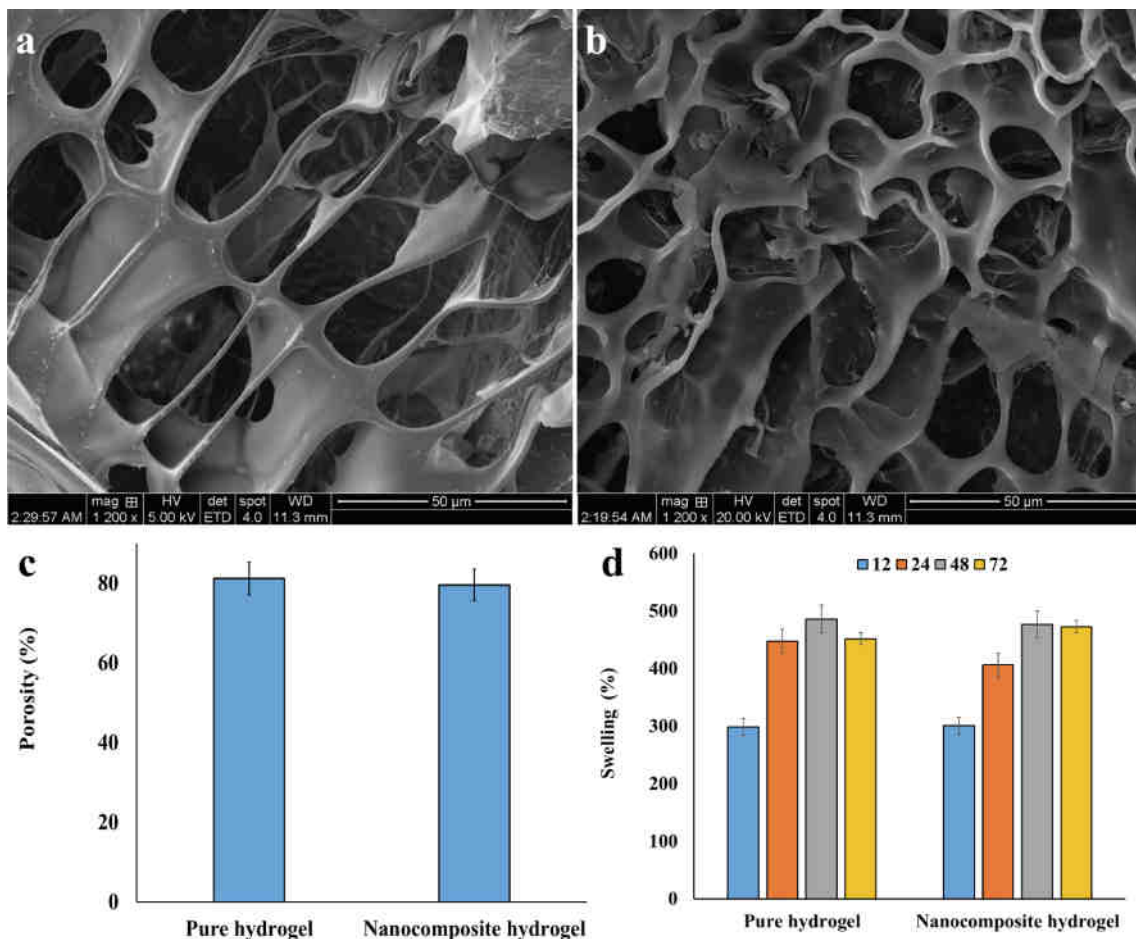 a
mag ⊞ HV det spot WD 50 µm
2:29:57 AM 1 200 x 5.00 kV ETD 4.0 11.3 mm
b
mag ⊞ HV det spot WD 50 µm
2:19:54 AM 1 200 x 20.00 kV ETD 4.0 11.3 mm
c
Porosity (%)
80
60
40
20
0
Pure hydrogel Nanocomposite hydrogel
d
12 24 48 72
Swelling (%)
600
500
400
300
200
100
0
Pure hydrogel Nanocomposite hydrogel